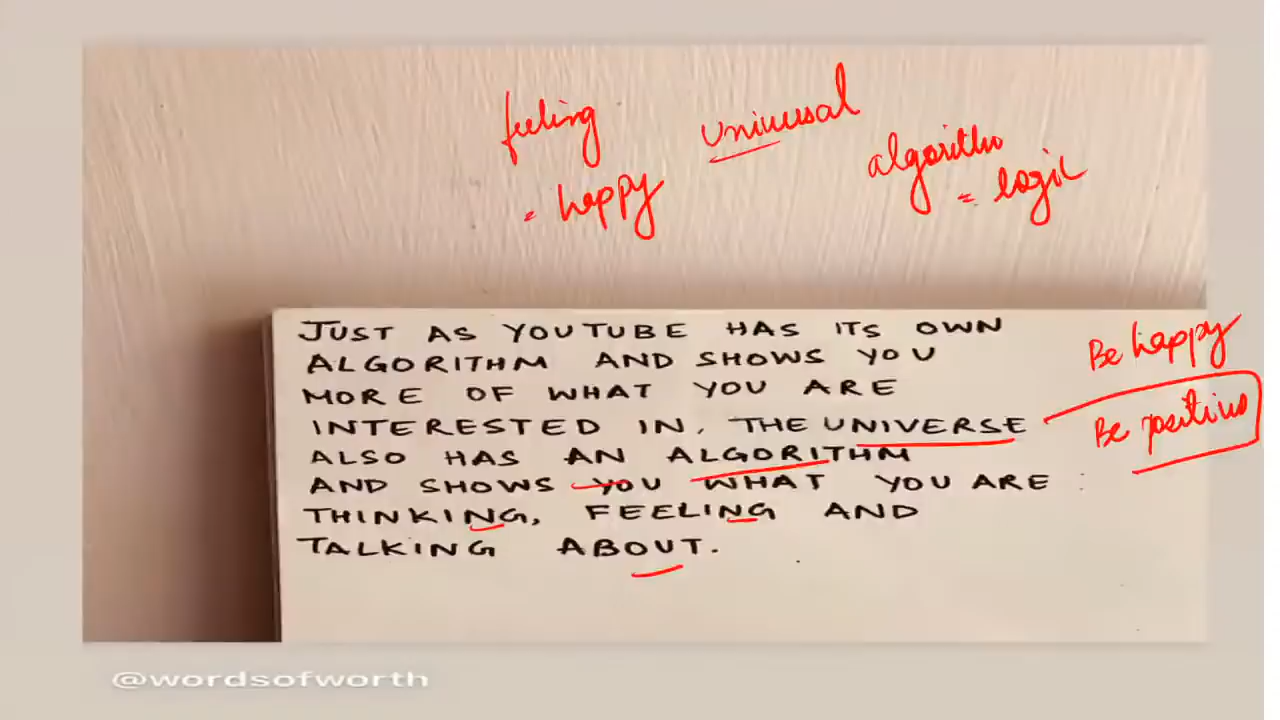 feeling
= happy
universal
algoritho
= logic
JUST AS YOUTUBE HAS ITS OWN
ALGORITHM AND SHOWS YOU
MORE OF WHAT YOU ARE
INTERESTED IN, THE UNIVERSE
ALSO HAS AN ALGORITHM
AND SHOWS YOU WHAT YOU ARE
THINKING, FEELING AND
TALKING ABOUT.
Be happy
Be positive
@wordsofworth